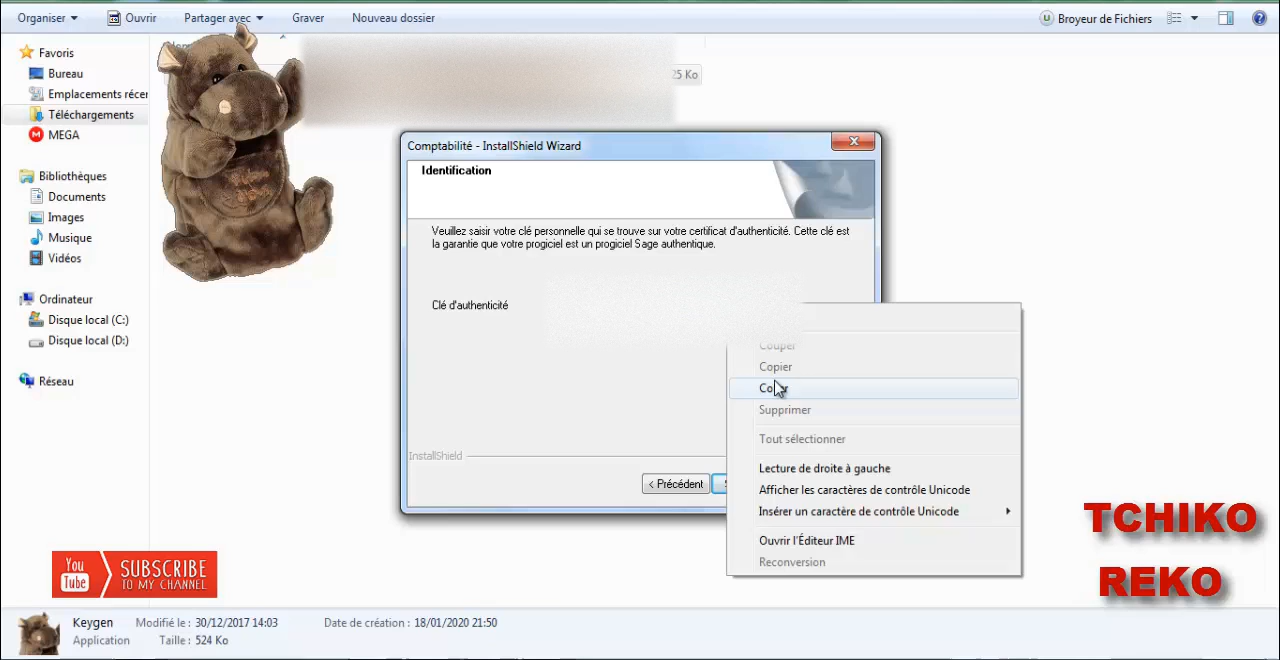 Organiser
Ouvrir
Partager avec
Graver
Nouveau dossier
Broyeur de Fichiers
Favoris
Bureau
Emplacements récer
Téléchargements
MEGA
Bibliothèques
Documents
Images
Musique
Vidéos
Ordinateur
Disque local (C:)
Disque local (D:)
Réseau
25 Ko
Comptabilité - InstallShield Wizard
Identification
Veuillez saisir votre clé personnelle qui se trouve sur votre certificat d'authenticité. Cette clé est
la garantie que votre progiciel est un progiciel Sage authentique.
Clé d'authenticité
InstallShield
< Précédent
Couper
Copier
Supprimer
Tout sélectionner
Lecture de droite à gauche
Afficher les caractères de contrôle Unicode
Insérer un caractère de contrôle Unicode
Ouvrir l'Éditeur IME
Reconversion
TCHIKO
REKO
You
Tube
SUBSCRIBE
TO MY CHANNEL
Keygen
Modifié le : 30/12/2017 14:03
Date de création : 18/01/2020 21:50
Application
Taille : 524 Ko